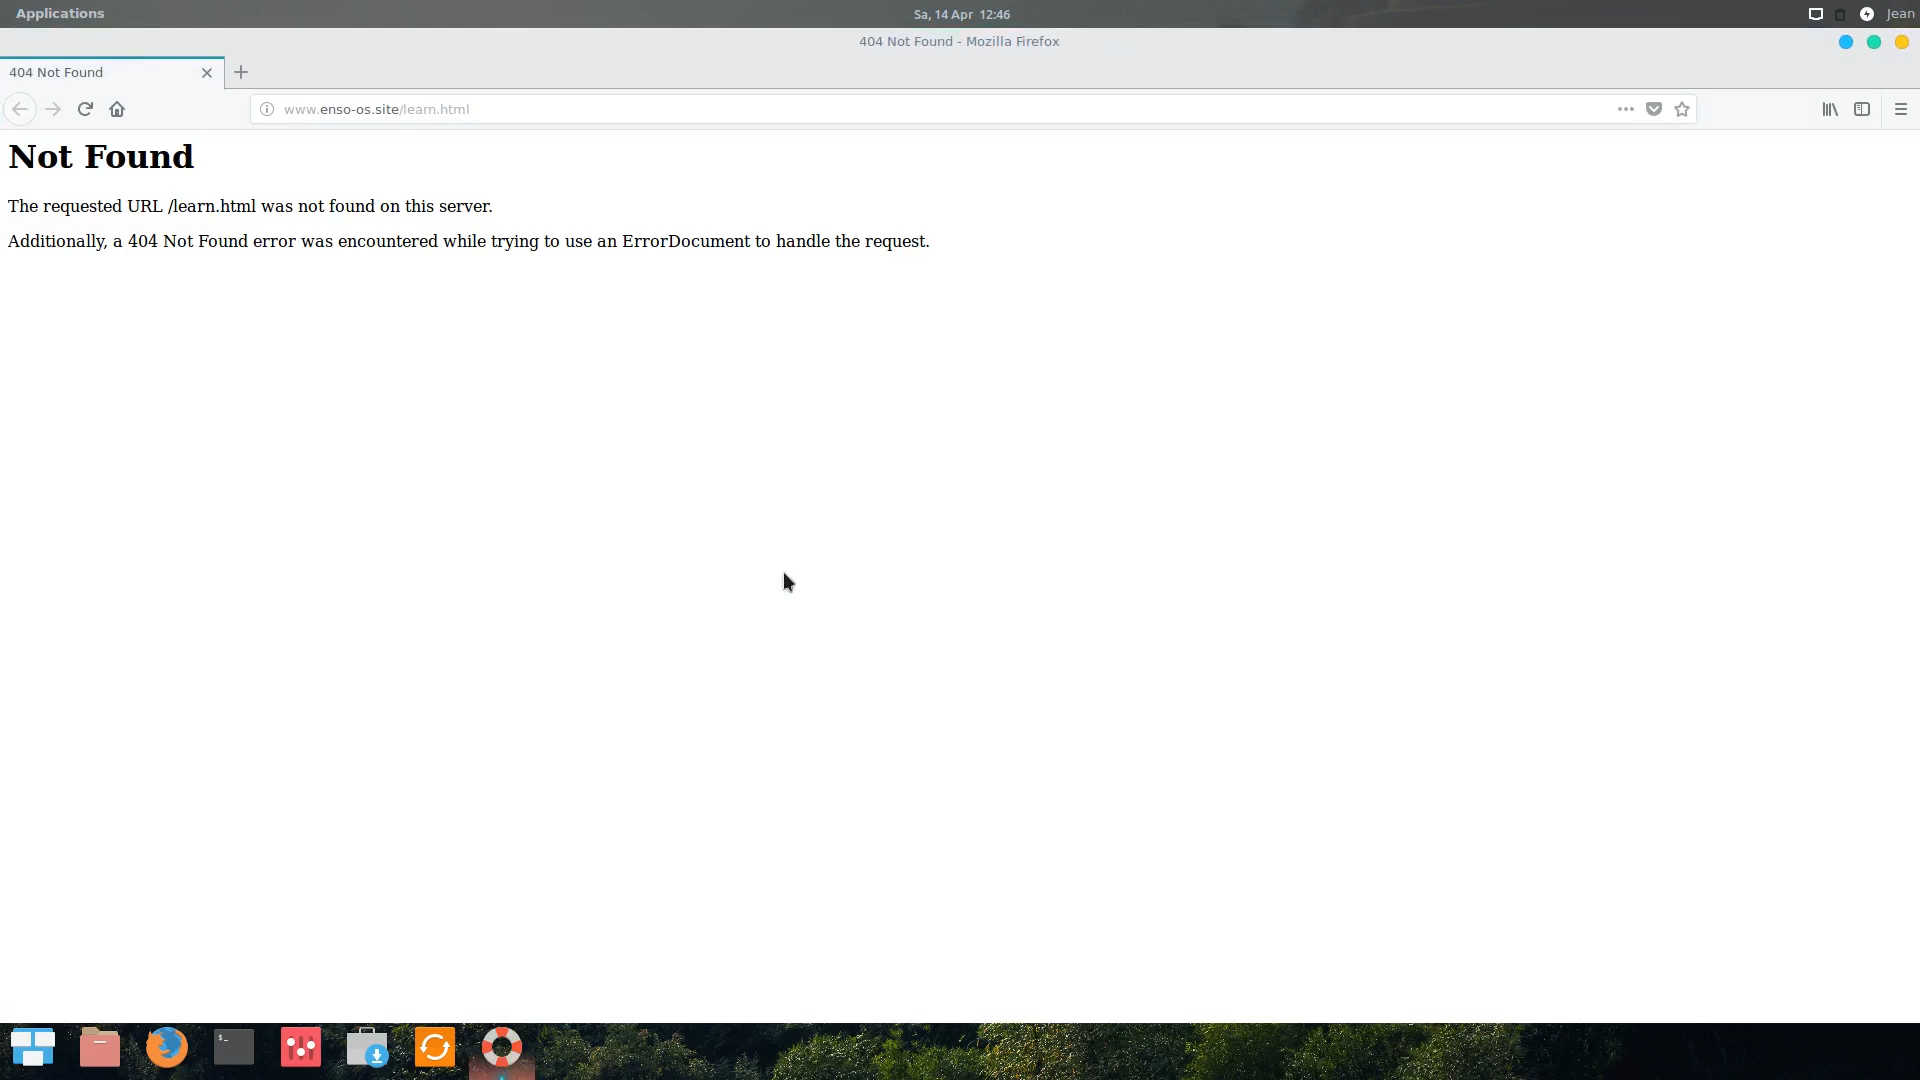 Applications
Sa, 14 Apr 12:46
Jean
404 Not Found - Mozilla Firefox
404 Not Found
www.enso-os.site/learn.html
Not Found
The requested URL /learn.html was not found on this server.
Additionally, a 404 Not Found error was encountered while trying to use an ErrorDocument to handle the request.
$_